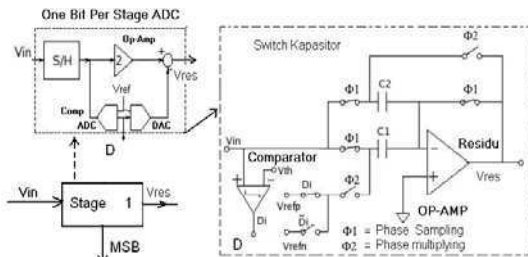 One Bit Per Stage ADC
Vin
S/H
Op-Amp
2
+
-
Vres
Vref
Comp
ADC
DAC
D
Vin
Stage 1
Vres
MSB
Switch Kapasitor
Φ2
Φ1
C2
Φ1
Φ1
C1
Vin
Comparator
Vth
+
-
Di
Vrefp
Di
Φ2
Di
Vrefn
D
Residu
-
+
Vres
OP-AMP
Φ1 = Phase Sampling
Φ2 = Phase multiplying